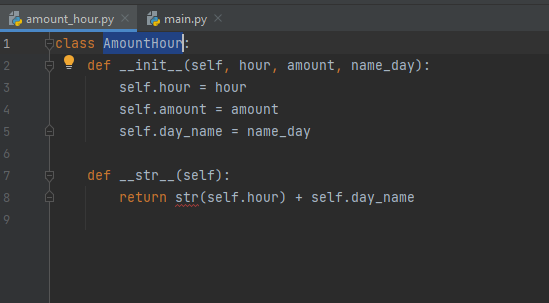 amount_hour.py main.py
1 class AmountHour:
2 def __init__(self, hour, amount, name_day):
3 self.hour = hour
4 self.amount = amount
5 self.day_name = name_day
6
7 def __str__(self):
8 return str(self.hour) + self.day_name
9